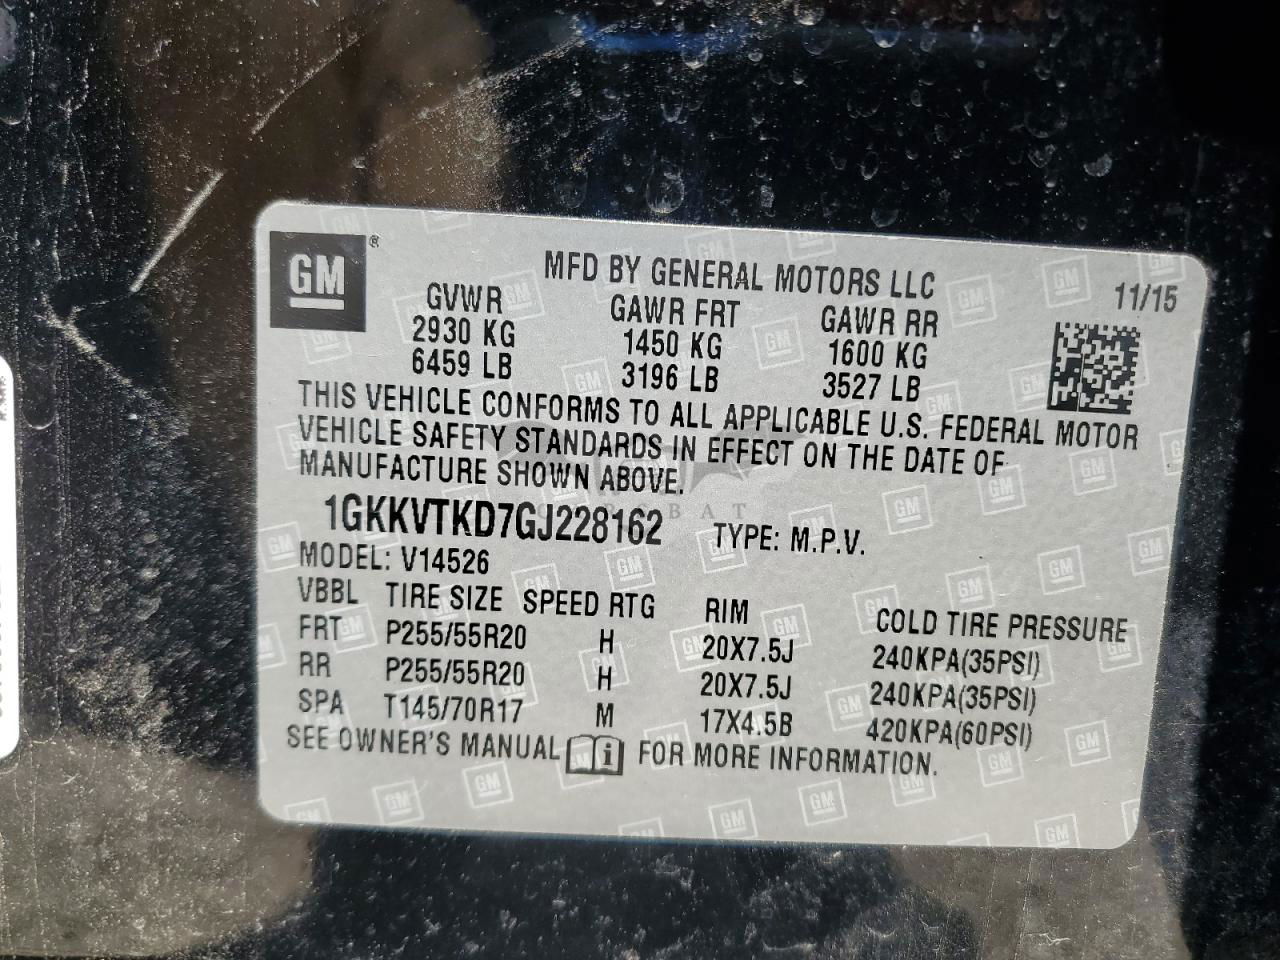 GM ®
MFD BY GENERAL MOTORS LLC
11/15
GVWR GAWR FRT GAWR RR
2930 KG 1450 KG 1600 KG
6459 LB 3196 LB 3527 LB
THIS VEHICLE CONFORMS TO ALL APPLICABLE U.S. FEDERAL MOTOR
VEHICLE SAFETY STANDARDS IN EFFECT ON THE DATE OF
MANUFACTURE SHOWN ABOVE.
1GKKVTKD7GJ228162 TYPE: M.P.V.
MODEL: V14526
VBBL TIRE SIZE SPEED RTG RIM COLD TIRE PRESSURE
FRT P255/55R20 H 20X7.5J 240KPA(35PSI)
RR P255/55R20 H 20X7.5J 240KPA(35PSI)
SPA T145/70R17 M 17X4.5B 420KPA(60PSI)
SEE OWNER'S MANUAL i FOR MORE INFORMATION.